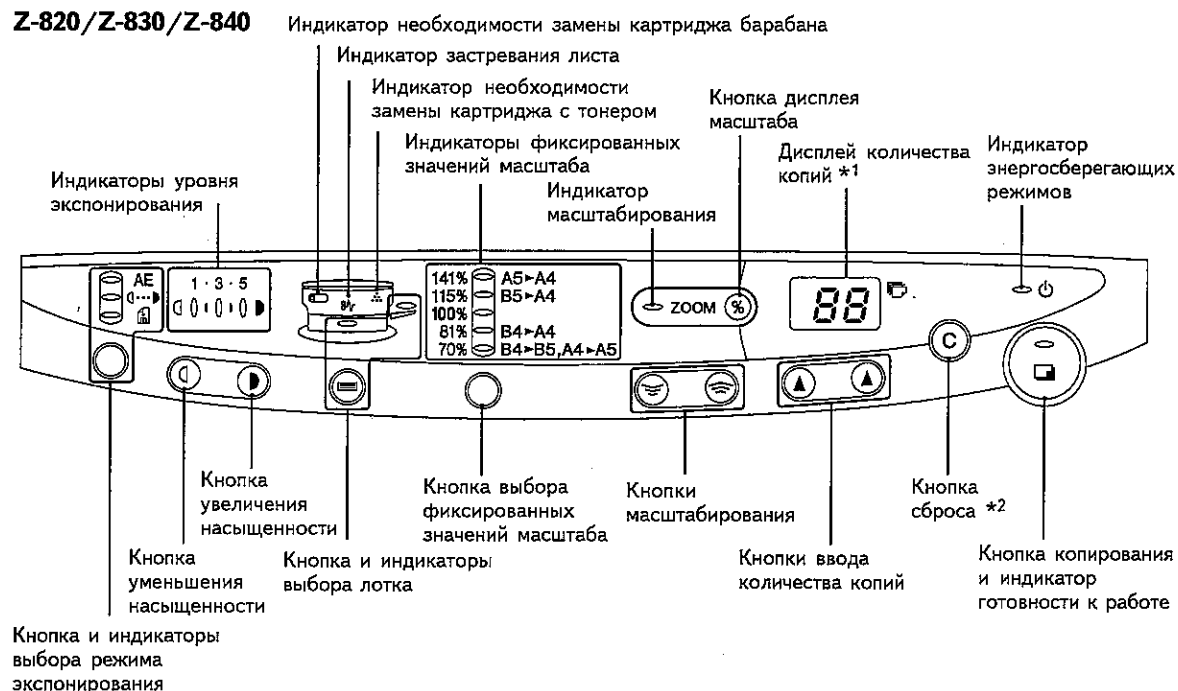 Z-820/Z-830/Z-840
Индикатор необходимости замены картриджа барабана
Индикатор застревания листа
Индикатор необходимости
замены картриджа с тонером
Индикаторы фиксированных
значений масштаба
Индикатор
масштабирования
Кнопка дисплея
масштаба
Дисплей количества
копий *1
Индикатор
энергосберегающих
режимов
Индикаторы уровня
экспонирования
AE
1 · 3 · 5
141% A5►A4
115% B5►A4
100%
81% B4►A4
70% B4►B5,A4►A5
ZOOM %
88
C
Кнопка
увеличения
насыщенности
Кнопка
уменьшения
насыщенности
Кнопка и индикаторы
выбора режима
экспонирования
Кнопка и индикаторы
выбора лотка
Кнопка выбора
фиксированных
значений масштаба
Кнопки
масштабирования
Кнопки ввода
количества копий
Кнопка
сброса *2
Кнопка копирования
и индикатор
готовности к работе